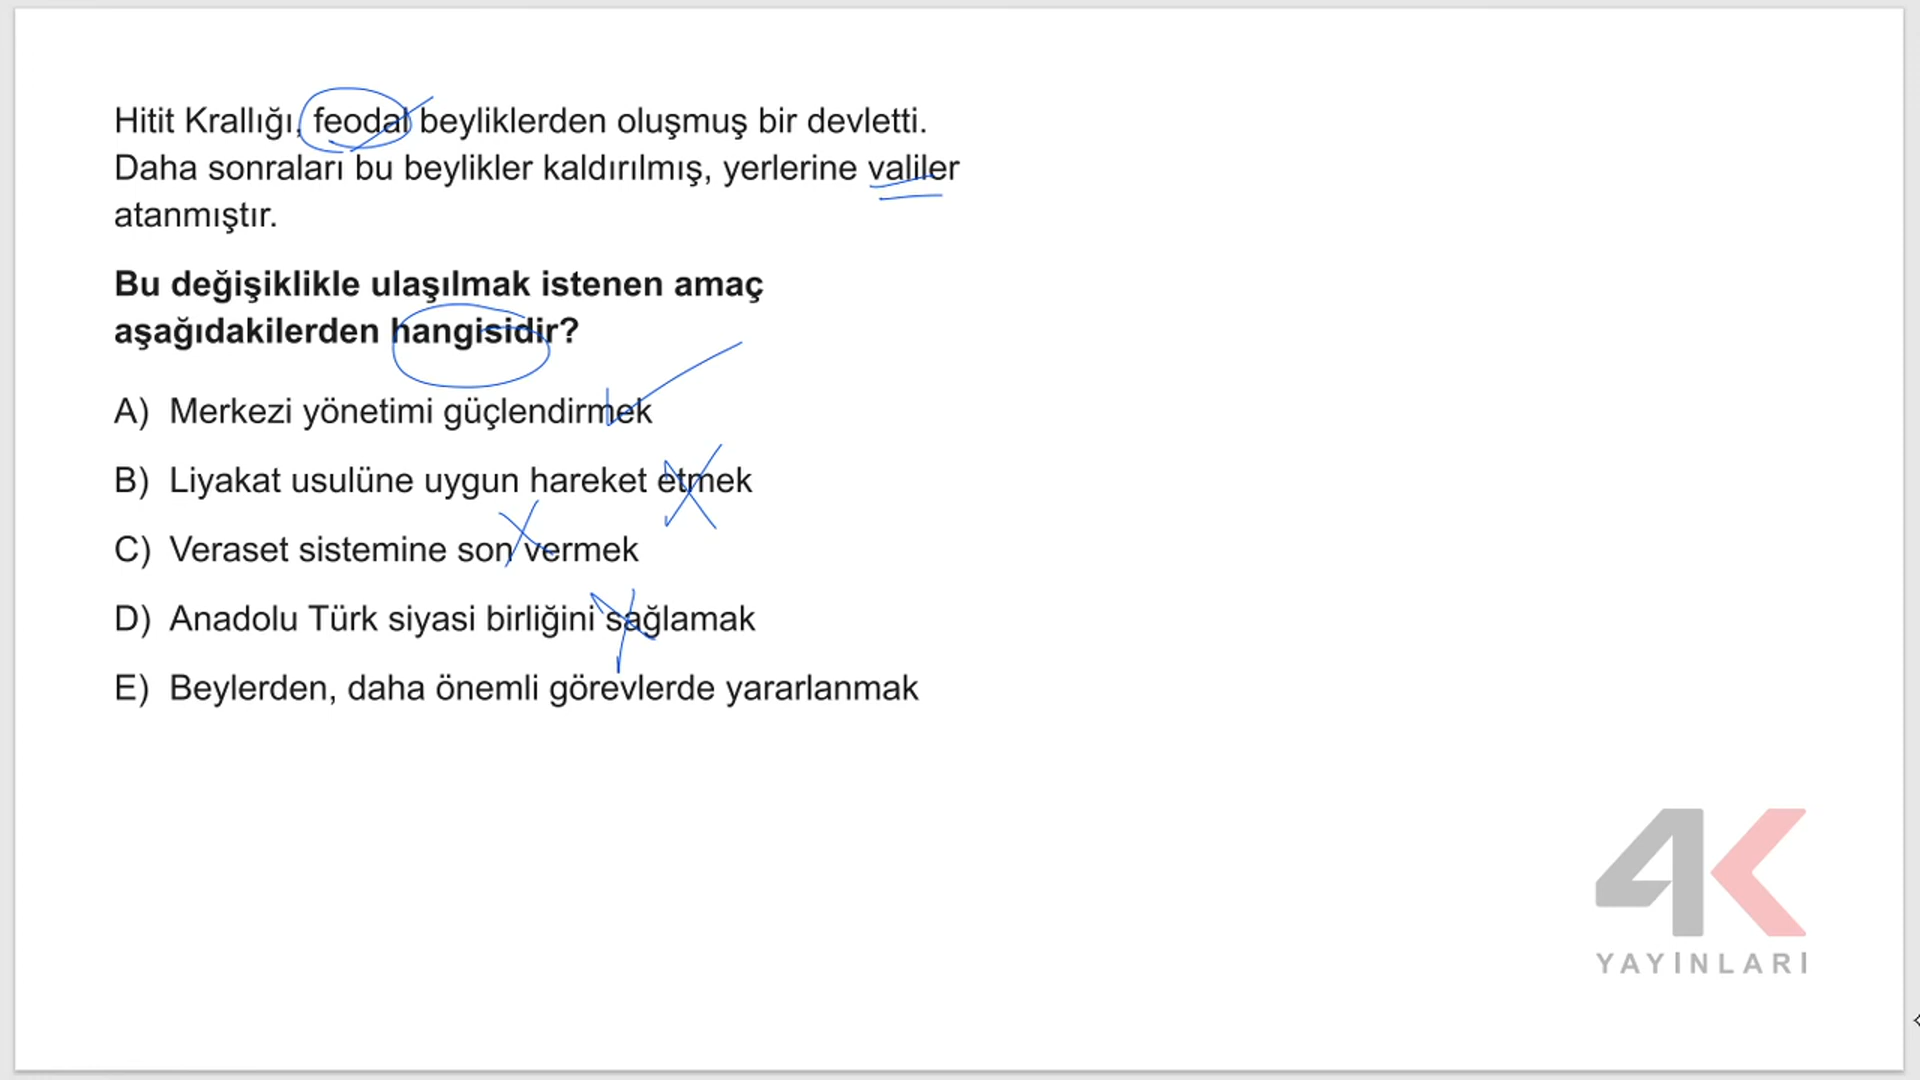 Hitit Krallığı, feodal beyliklerden oluşmuş bir devletti.
Daha sonraları bu beylikler kaldırılmış, yerlerine valiler
atanmıştır.
Bu değişiklikle ulaşılmak istenen amaç
aşağıdakilerden hangisidir?
A) Merkezi yönetimi güçlendirmek
B) Liyakat usulüne uygun hareket etmek
C) Veraset sistemine son vermek
D) Anadolu Türk siyasi birliğini sağlamak
E) Beylerden, daha önemli görevlerde yararlanmak
4K
YAYINLARI